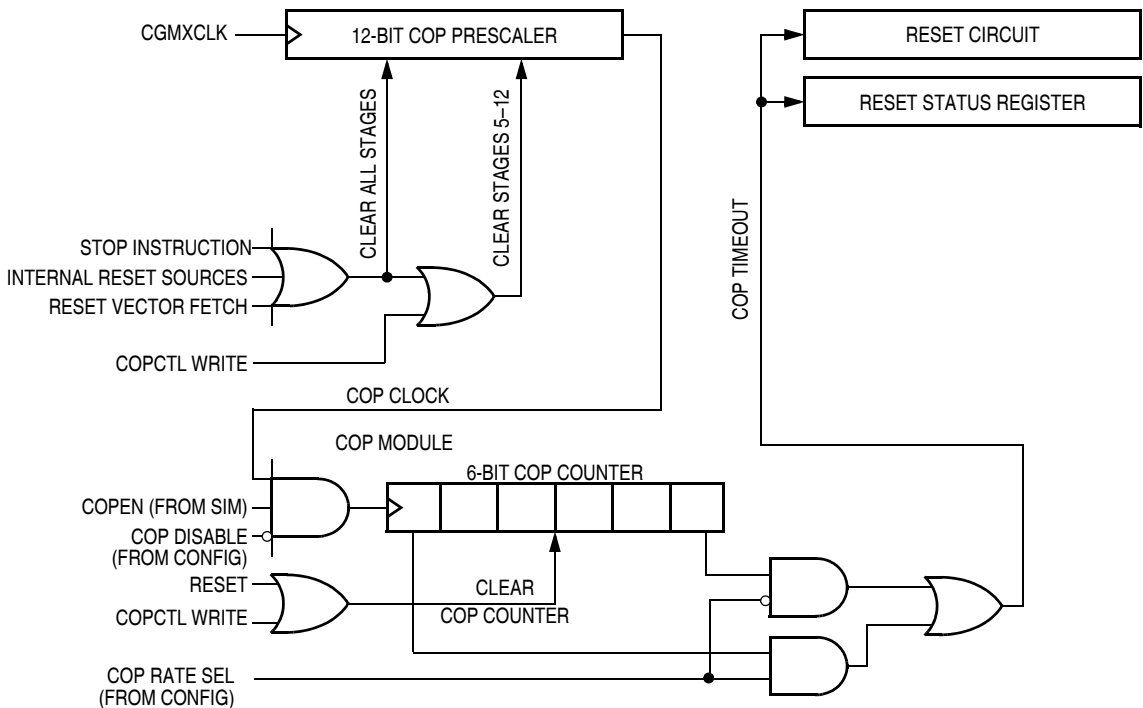 CGMXCLK
12-BIT COP PRESCALER
RESET CIRCUIT
RESET STATUS REGISTER
CLEAR ALL STAGES
CLEAR STAGES 5–12
STOP INSTRUCTION
INTERNAL RESET SOURCES
RESET VECTOR FETCH
COPCTL WRITE
COP TIMEOUT
COP CLOCK
COP MODULE
6-BIT COP COUNTER
COPEN (FROM SIM)
COP DISABLE
(FROM CONFIG)
RESET
COPCTL WRITE
CLEAR
COP COUNTER
COP RATE SEL
(FROM CONFIG)